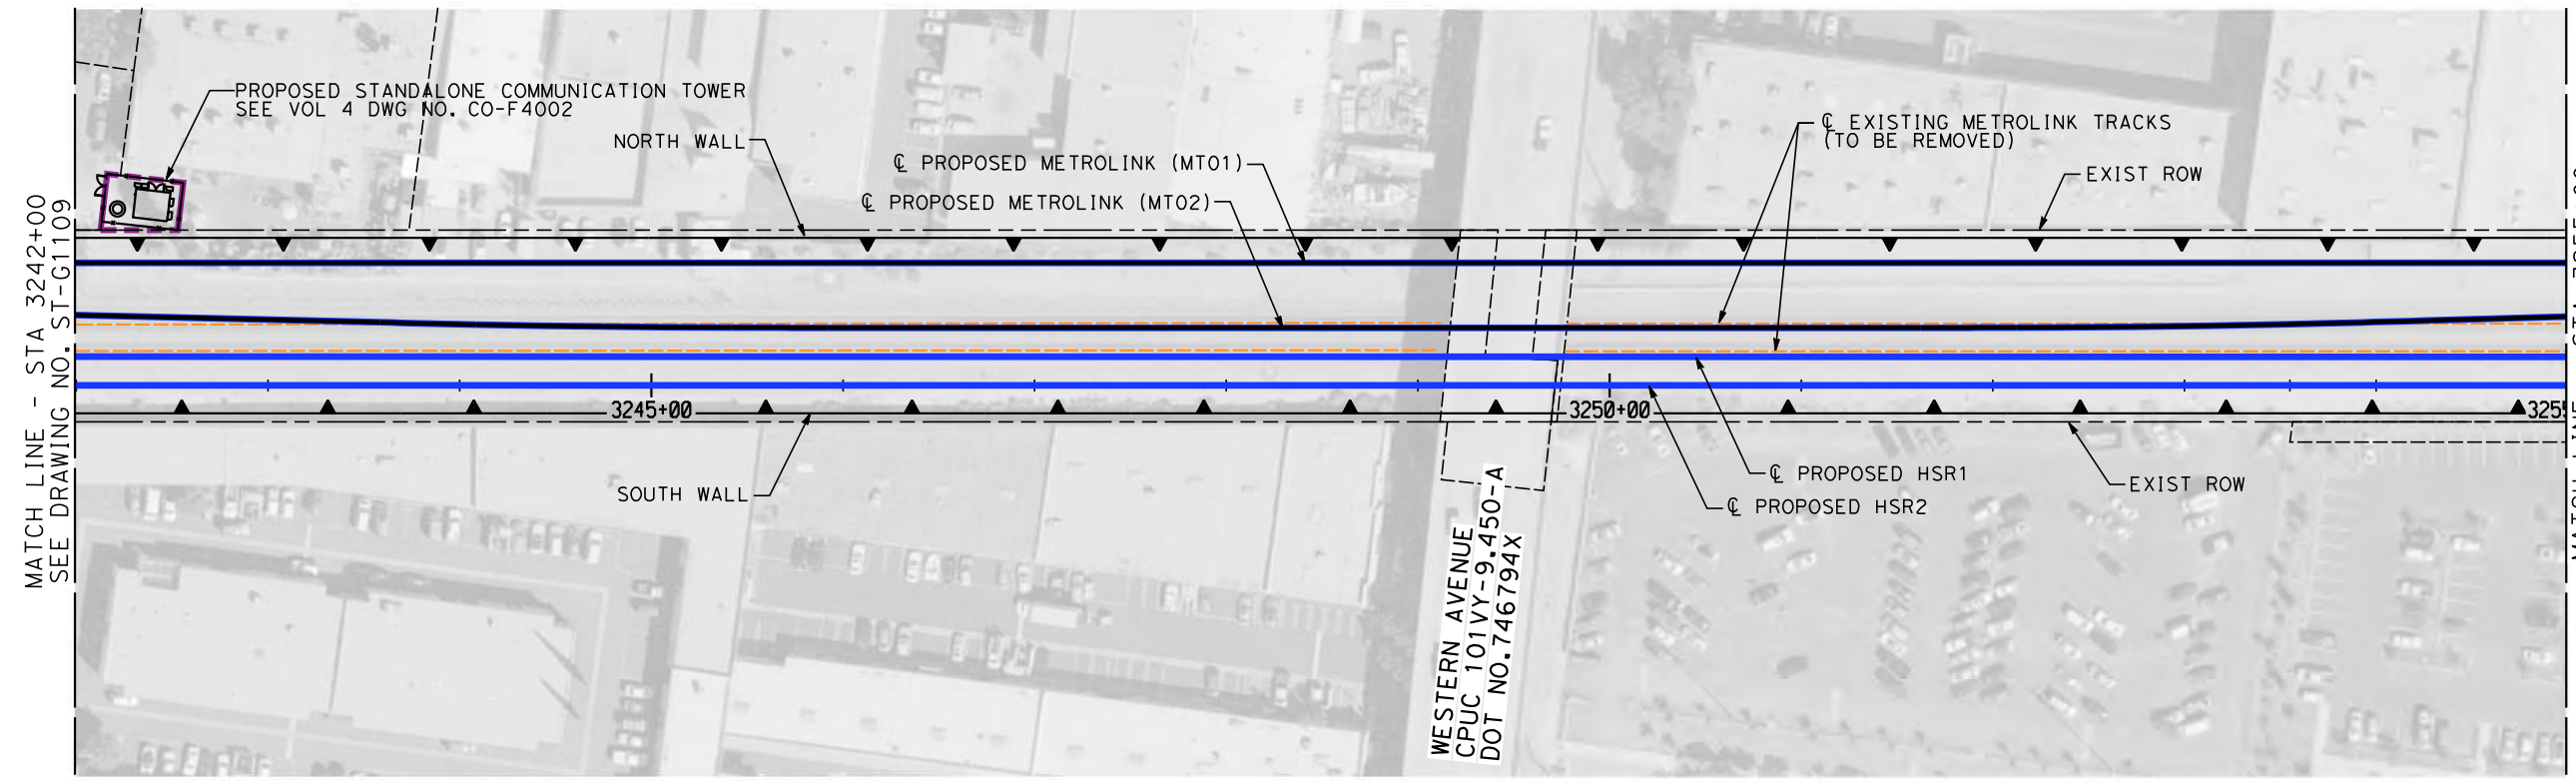 PROPOSED STANDALONE COMMUNICATION TOWER
SEE VOL 4 DWG NO. CO-F4002
NORTH WALL
℄ PROPOSED METROLINK (MT01)
℄ PROPOSED METROLINK (MT02)
℄ EXISTING METROLINK TRACKS
(TO BE REMOVED)
EXIST ROW
MATCH LINE - STA 3242+00
SEE DRAWING NO. ST-G1109
3245+00
3250+00
SOUTH WALL
℄ PROPOSED HSR1
℄ PROPOSED HSR2
EXIST ROW
WESTERN AVENUE
CPUC 101VY-9.450-A
DOT NO.746794X